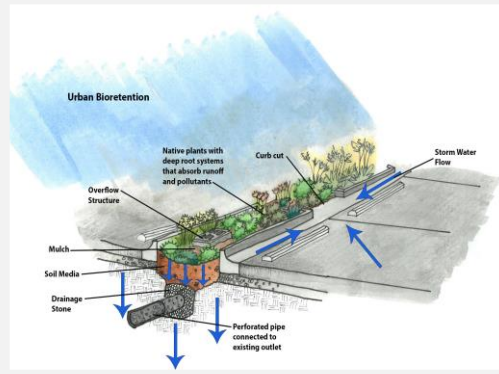 Urban Bioretention
Native plants with
deep root systems
that absorb runoff
and pollutants
Curb cut
Storm Water
Flow
Overflow
Structure
Mulch
Soil Media
Drainage
Stone
Perforated pipe
connected to
existing outlet